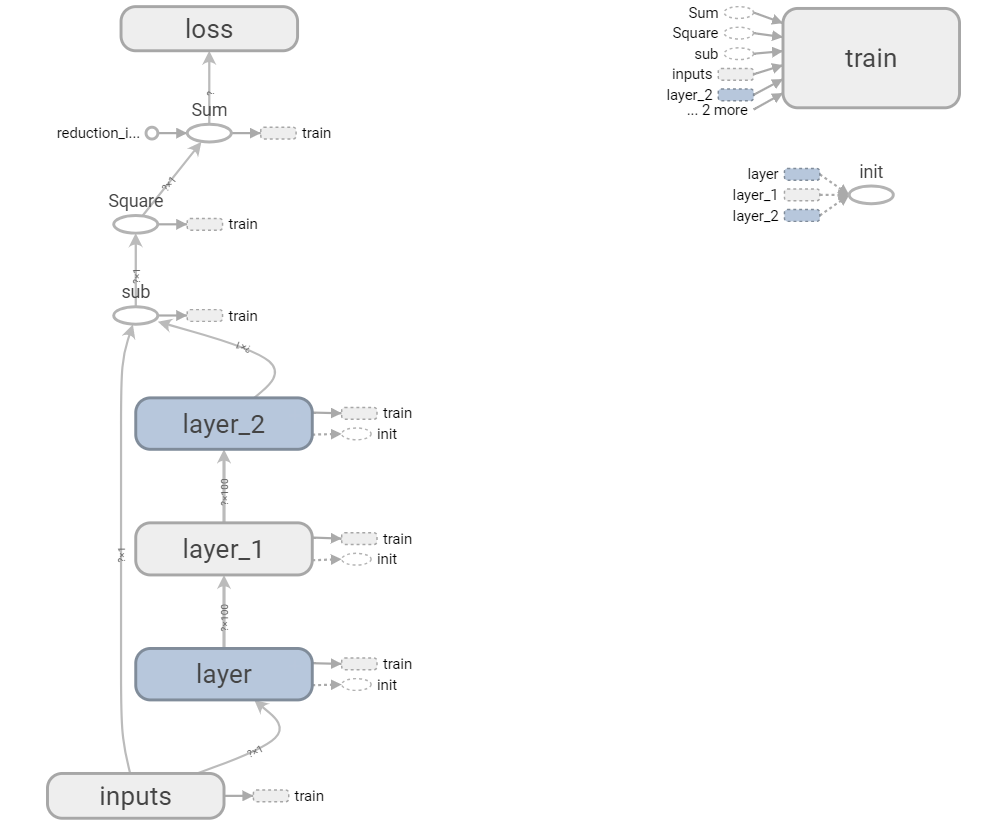 loss
?
Sum
reduction_i...
train
?×1
Square
train
?×1
sub
train
?×1
layer_2
train
init
?×100
layer_1
train
init
?×1
?×100
layer
train
init
?×1
inputs
train
Sum
Square
sub
inputs
layer_2
... 2 more
train
init
layer
layer_1
layer_2